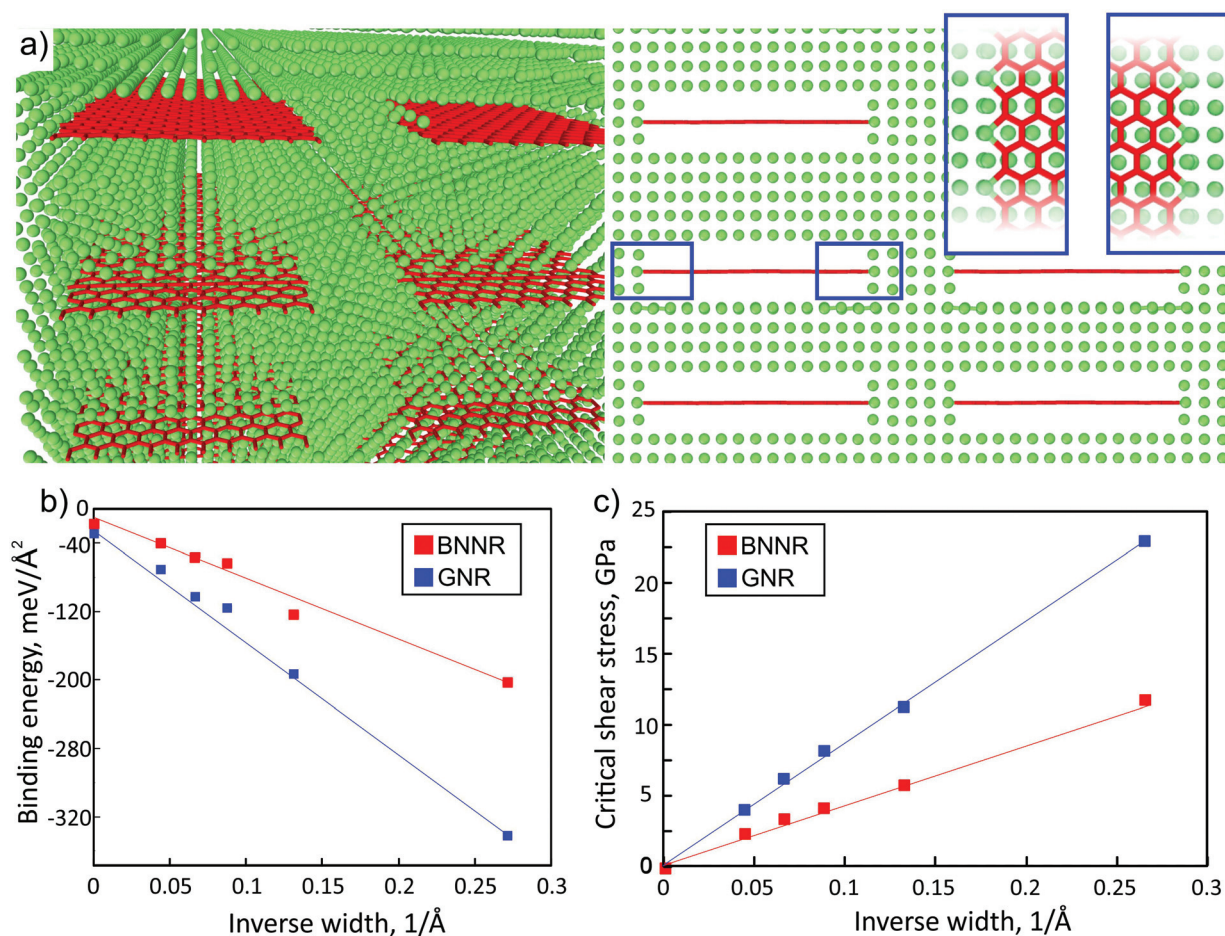 a)
b)
0
-40
-120
-200
-280
-320
Binding energy, meV/Å²
BNNR
GNR
0
0.05
0.1
0.15
0.2
0.25
0.3
Inverse width, 1/Å
c)
25
20
15
10
5
0
Critical shear stress, GPa
BNNR
GNR
0
0.05
0.1
0.15
0.2
0.25
0.3
Inverse width, 1/Å